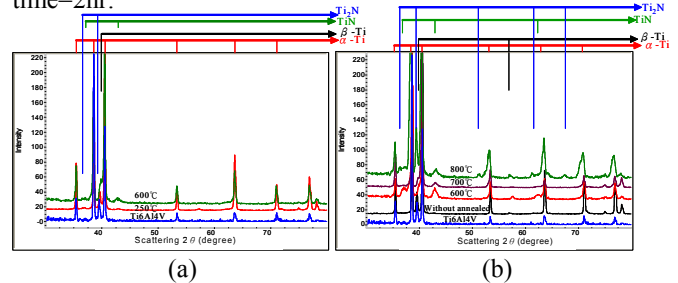 time=2hr.
Ti₂N
TiN
β -Ti
α -Ti
220
200
180
160
140
120
100
80
60
40
20
-0
Intensity
600℃
250℃
Ti6Al4V
40
50
60
70
Scattering 2 θ (degree)
(a)
Ti₂N
TiN
β -Ti
α -Ti
220
200
180
160
140
120
100
80
60
40
20
0
Intensity
800℃
700℃
600℃
Without annealed
Ti6Al4V
40
50
60
70
Scattering 2 θ (degree)
(b)